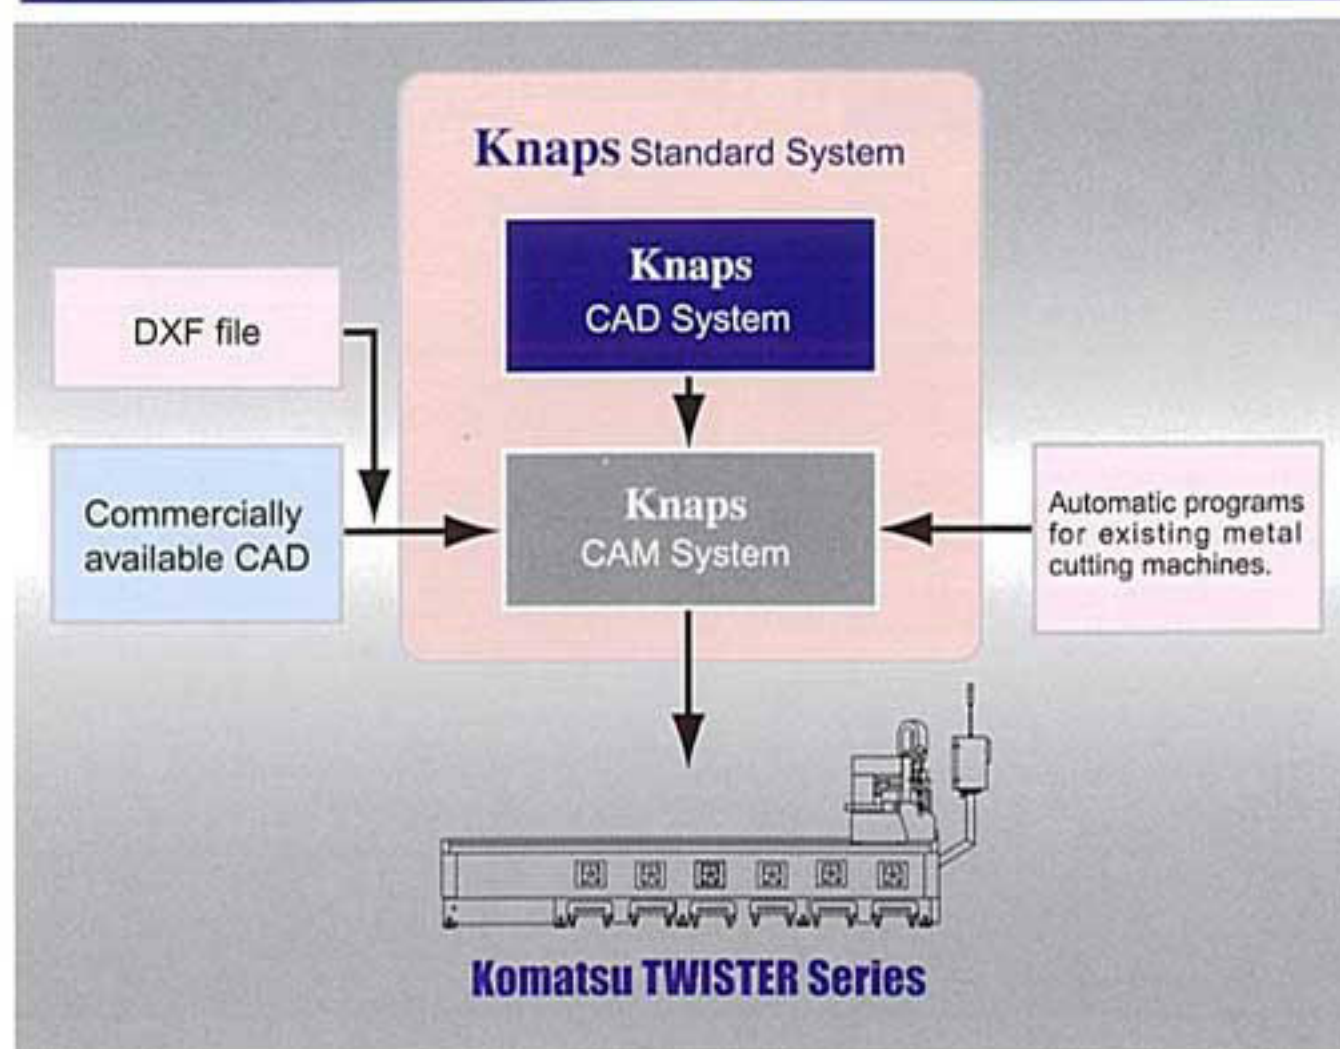 Knaps Standard System
Knaps
CAD System
DXF file
Commercially
available CAD
Knaps
CAM System
Automatic programs
for existing metal
cutting machines.
Komatsu TWISTER Series